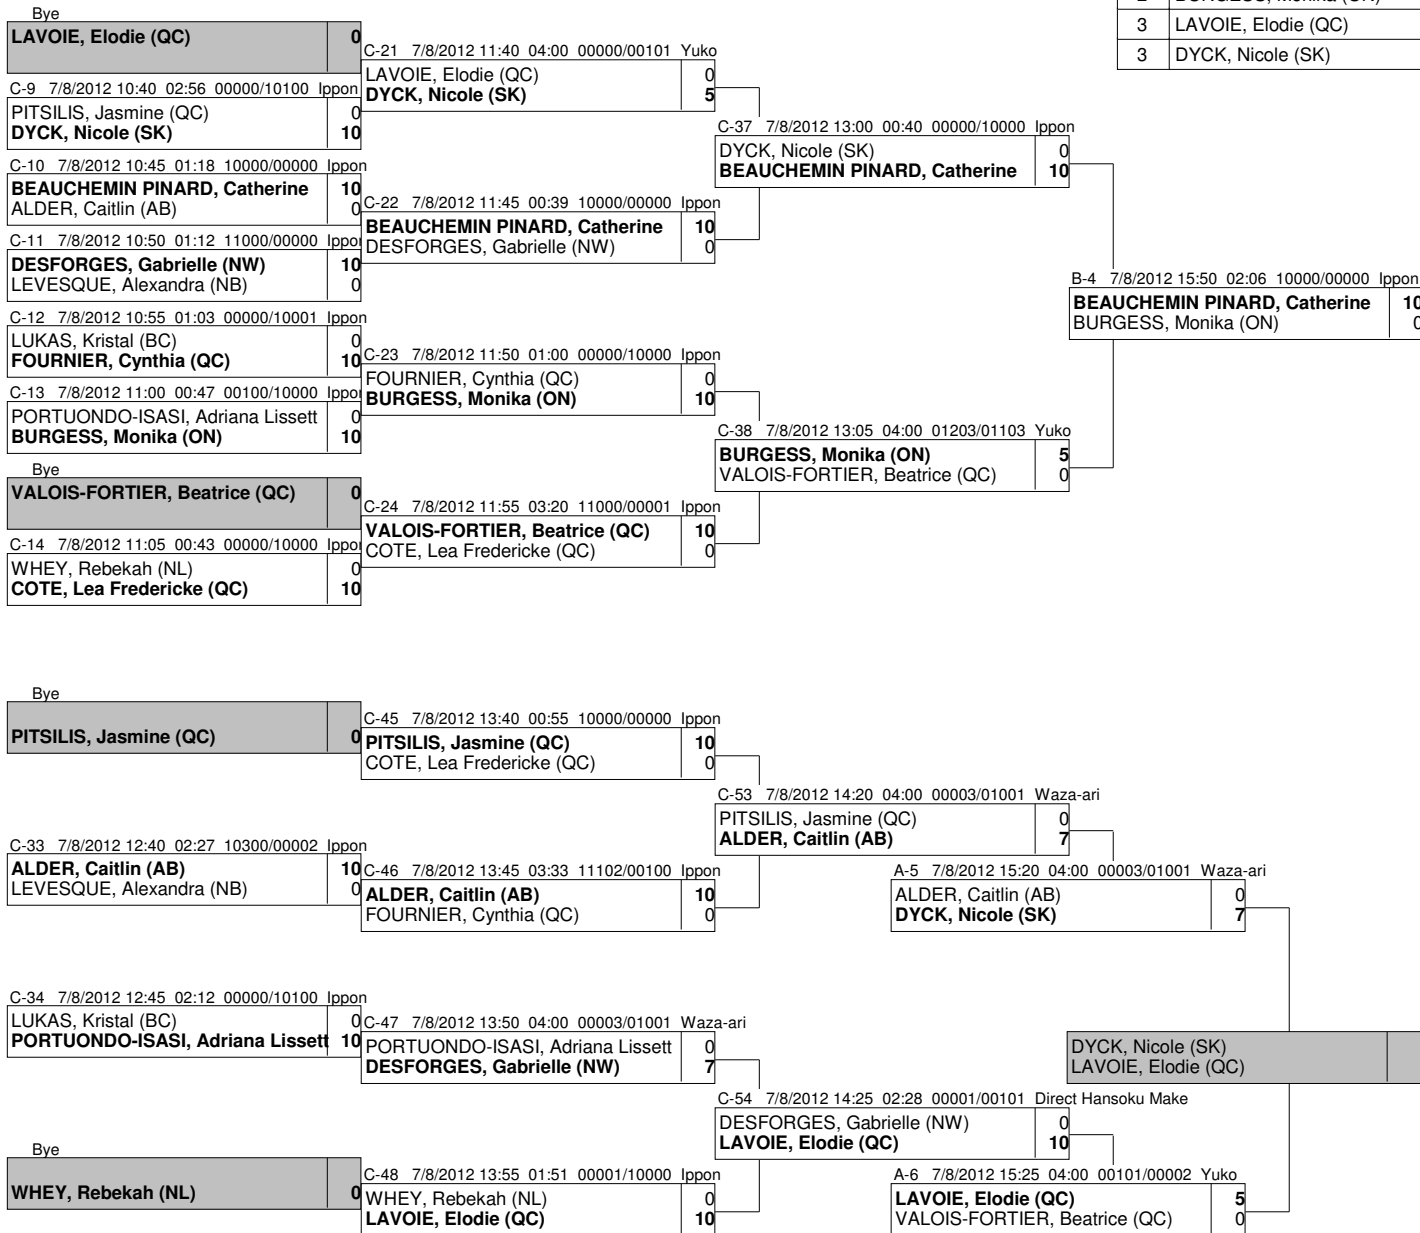 2 BURGESS, Monika (ON)
3 LAVOIE, Elodie (QC)
3 DYCK, Nicole (SK)
Bye
LAVOIE, Elodie (QC) 0
C-9 7/8/2012 10:40 02:56 00000/10100 Ippon
PITSILIS, Jasmine (QC) 0
DYCK, Nicole (SK) 10
C-10 7/8/2012 10:45 01:18 10000/00000 Ippon
BEAUCHEMIN PINARD, Catherine 10
ALDER, Caitlin (AB) 0
C-11 7/8/2012 10:50 01:12 11000/00000 Ippon
DESFORGES, Gabrielle (NW) 10
LEVESQUE, Alexandra (NB) 0
C-12 7/8/2012 10:55 01:03 00000/10001 Ippon
LUKAS, Kristal (BC) 0
FOURNIER, Cynthia (QC) 10
C-13 7/8/2012 11:00 00:47 00100/10000 Ippon
PORTUONDO-ISASI, Adriana Lissett 0
BURGESS, Monika (ON) 10
Bye
VALOIS-FORTIER, Beatrice (QC) 0
C-14 7/8/2012 11:05 00:43 00000/10000 Ippon
WHEY, Rebekah (NL) 0
COTE, Lea Fredericke (QC) 10
C-21 7/8/2012 11:40 04:00 00000/00101 Yuko
LAVOIE, Elodie (QC) 0
DYCK, Nicole (SK) 5
C-22 7/8/2012 11:45 00:39 10000/00000 Ippon
BEAUCHEMIN PINARD, Catherine 10
DESFORGES, Gabrielle (NW) 0
C-23 7/8/2012 11:50 01:00 00000/10000 Ippon
FOURNIER, Cynthia (QC) 0
BURGESS, Monika (ON) 10
C-24 7/8/2012 11:55 03:20 11000/00001 Ippon
VALOIS-FORTIER, Beatrice (QC) 10
COTE, Lea Fredericke (QC) 0
C-37 7/8/2012 13:00 00:40 00000/10000 Ippon
DYCK, Nicole (SK) 0
BEAUCHEMIN PINARD, Catherine 10
C-38 7/8/2012 13:05 04:00 01203/01103 Yuko
BURGESS, Monika (ON) 5
VALOIS-FORTIER, Beatrice (QC) 0
B-4 7/8/2012 15:50 02:06 10000/00000 Ippon
BEAUCHEMIN PINARD, Catherine 10
BURGESS, Monika (ON) 0
Bye
PITSILIS, Jasmine (QC) 0
C-33 7/8/2012 12:40 02:27 10300/00002 Ippon
ALDER, Caitlin (AB) 10
LEVESQUE, Alexandra (NB) 0
C-34 7/8/2012 12:45 02:12 00000/10100 Ippon
LUKAS, Kristal (BC) 0
PORTUONDO-ISASI, Adriana Lissett 10
Bye
WHEY, Rebekah (NL) 0
C-45 7/8/2012 13:40 00:55 10000/00000 Ippon
PITSILIS, Jasmine (QC) 10
COTE, Lea Fredericke (QC) 0
C-46 7/8/2012 13:45 03:33 11102/00100 Ippon
ALDER, Caitlin (AB) 10
FOURNIER, Cynthia (QC) 0
C-47 7/8/2012 13:50 04:00 00003/01001 Waza-ari
PORTUONDO-ISASI, Adriana Lissett 0
DESFORGES, Gabrielle (NW) 7
C-48 7/8/2012 13:55 01:51 00001/10000 Ippon
WHEY, Rebekah (NL) 0
LAVOIE, Elodie (QC) 10
C-53 7/8/2012 14:20 04:00 00003/01001 Waza-ari
PITSILIS, Jasmine (QC) 0
ALDER, Caitlin (AB) 7
C-54 7/8/2012 14:25 02:28 00001/00101 Direct Hansoku Make
DESFORGES, Gabrielle (NW) 0
LAVOIE, Elodie (QC) 10
A-5 7/8/2012 15:20 04:00 00003/01001 Waza-ari
ALDER, Caitlin (AB) 0
DYCK, Nicole (SK) 7
A-6 7/8/2012 15:25 04:00 00101/00002 Yuko
LAVOIE, Elodie (QC) 5
VALOIS-FORTIER, Beatrice (QC) 0
DYCK, Nicole (SK)
LAVOIE, Elodie (QC)